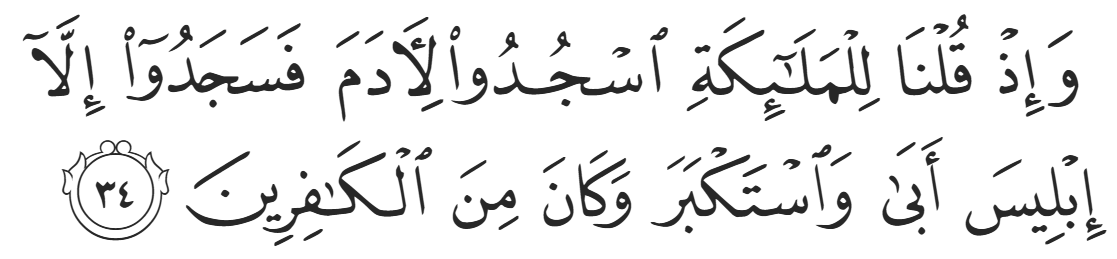 وَإِذْ قُلْنَا لِلْمَلَـٰٓئِكَةِ ٱسْجُدُوا۟ لِـَٔادَمَ فَسَجَدُوٓا۟ إِلَّآ
إِبْلِيسَ أَبَىٰ وَٱسْتَكْبَرَ وَكَانَ مِنَ ٱلْكَـٰفِرِينَ ٣٤